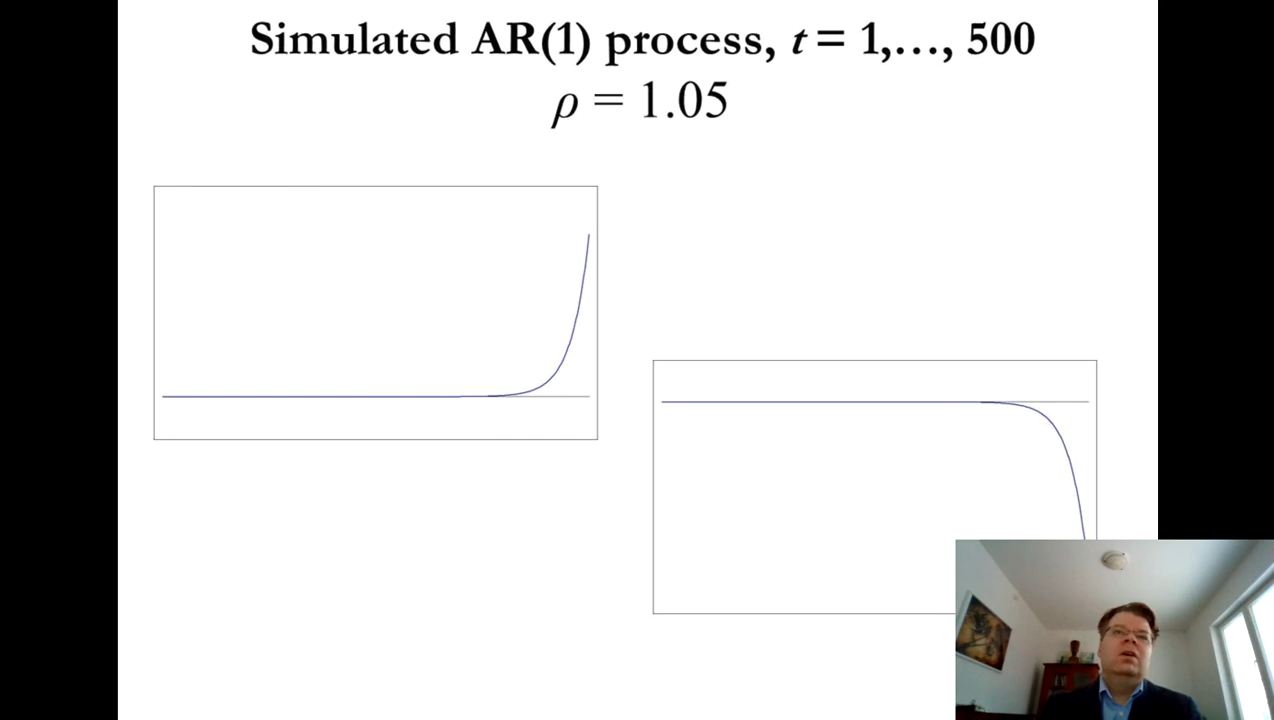 Simulated AR(1) process, t = 1,…, 500
ρ = 1.05